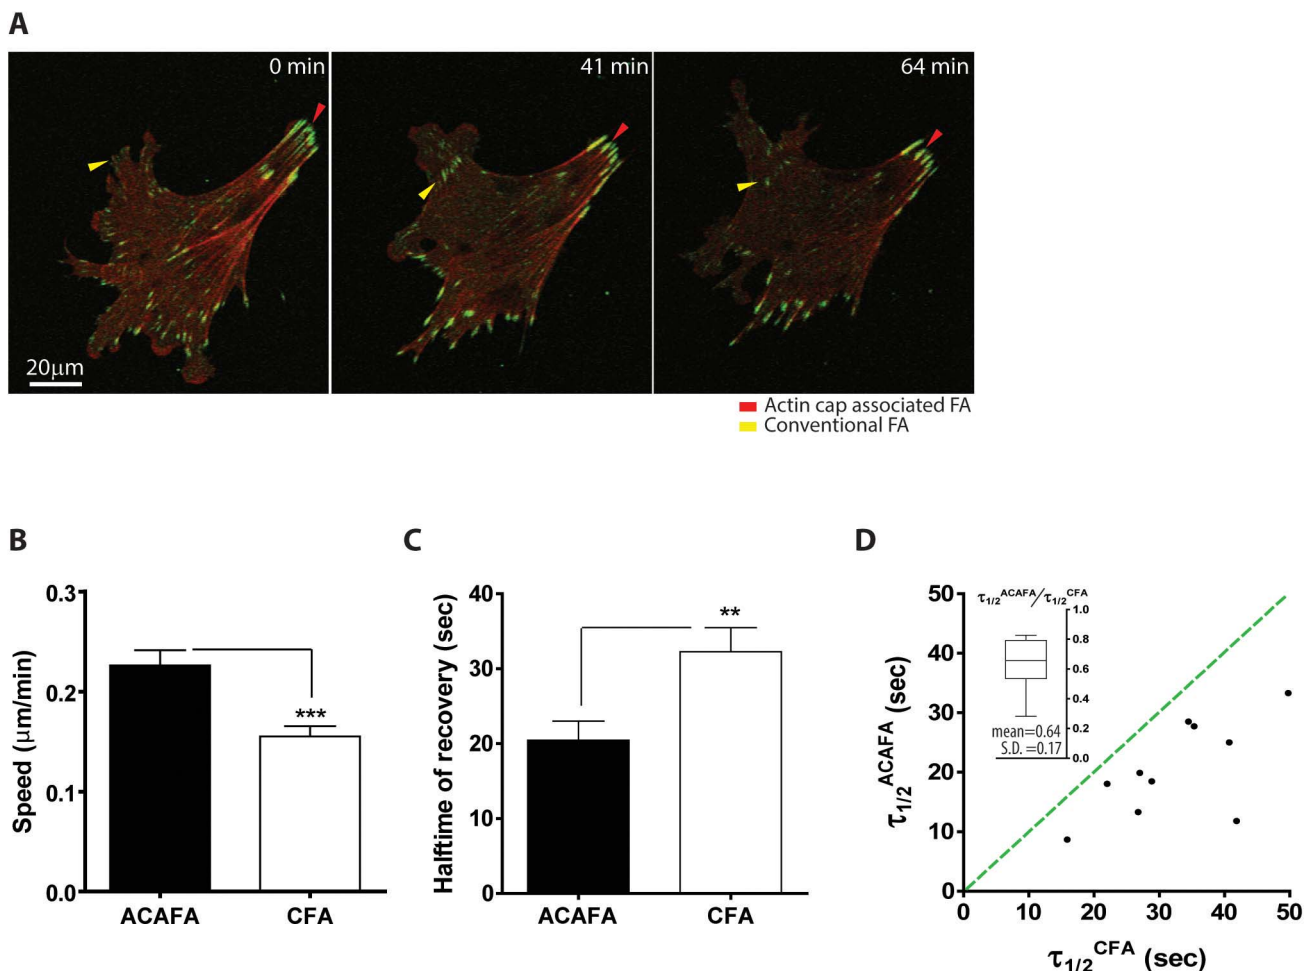 A
0 min
41 min
64 min
20μm
Actin cap associated FA
Conventional FA
B
Speed (μm/min)
0.3
0.2
0.1
0.0
***
ACAFA
CFA
C
Halftime of recovery (sec)
40
30
20
10
0
**
ACAFA
CFA
D
τ1/2ACAFA (sec)
50
40
30
20
10
0
τ1/2ACAFA/τ1/2CFA
1.0
0.8
0.6
0.4
0.2
0.0
mean=0.64
S.D. =0.17
0 10 20 30 40 50
τ1/2CFA (sec)